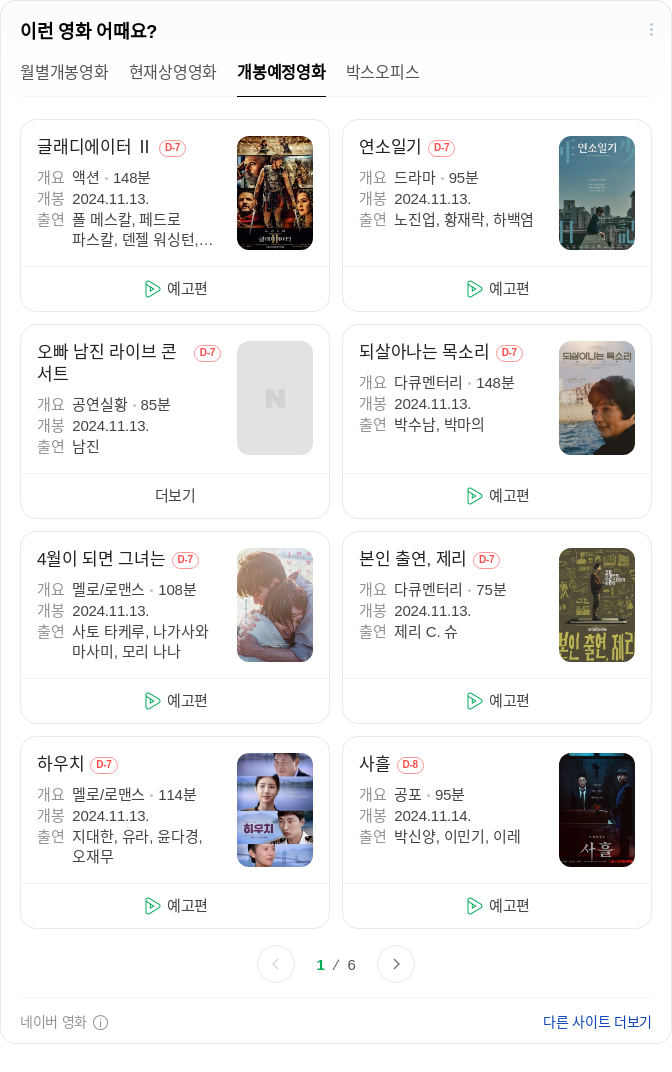 이런 영화 어때요?
월별개봉영화 현재상영영화 개봉예정영화 박스오피스
글래디에이터 Ⅱ D-7
개요 액션 · 148분
개봉 2024.11.13.
출연 폴 메스칼, 페드로
파스칼, 덴젤 워싱턴,...
글래디에이터
II
예고편
연소일기 D-7
개요 드라마 · 95분
개봉 2024.11.13.
출연 노진업, 황재락, 하백염
연소일기
예고편
오빠 남진 라이브 콘
서트 D-7
개요 공연실황 · 85분
개봉 2024.11.13.
출연 남진
N
더보기
되살아나는 목소리 D-7
개요 다큐멘터리 · 148분
개봉 2024.11.13.
출연 박수남, 박마의
되살아나는 목소리
예고편
4월이 되면 그녀는 D-7
개요 멜로/로맨스 · 108분
개봉 2024.11.13.
출연 사토 타케루, 나가사와
마사미, 모리 나나
예고편
본인 출연, 제리 D-7
개요 다큐멘터리 · 75분
개봉 2024.11.13.
출연 제리 C. 슈
본인 출연, 제리
예고편
하우치 D-7
개요 멜로/로맨스 · 114분
개봉 2024.11.13.
출연 지대한, 유라, 윤다경,
오재무
하우치
예고편
사흘 D-8
개요 공포 · 95분
개봉 2024.11.14.
출연 박신양, 이민기, 이레
사흘
예고편
1 / 6
네이버 영화
다른 사이트 더보기